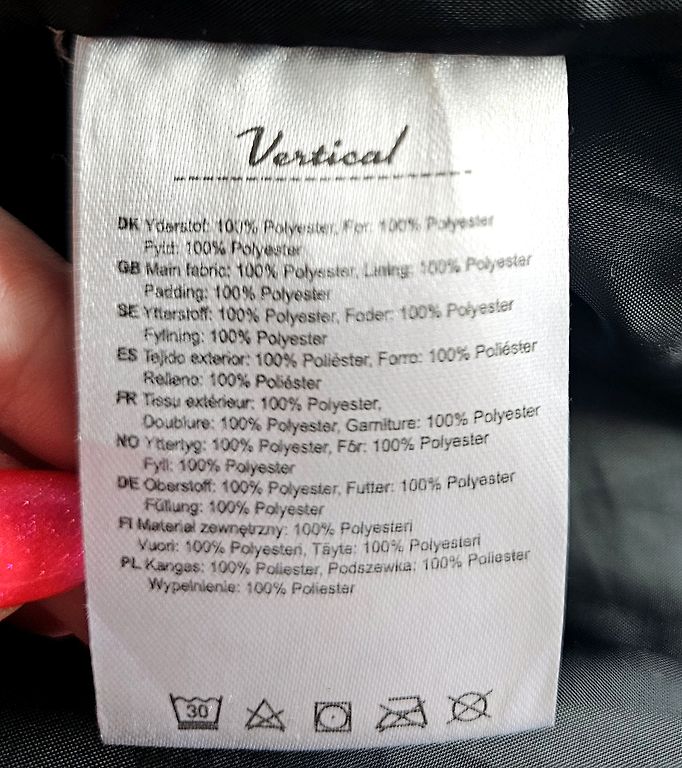 Vertical
DK Yderstof: 100% Polyester, For: 100% Polyester
Fyld: 100% Polyester
GB Main fabric: 100% Polyester, Lining: 100% Polyester
Padding: 100% Polyester
SE Ytterstoff: 100% Polyester, Foder: 100% Polyester
Fyllning: 100% Polyester
ES Tejido exterior: 100% Poliéster, Forro: 100% Poliéster
Relleno: 100% Poliéster
FR Tissu extérieur: 100% Polyester,
Doublure: 100% Polyester, Garniture: 100% Polyester
NO Yttertyg: 100% Polyester, Fôr: 100% Polyester
Fyll: 100% Polyester
DE Oberstoff: 100% Polyester, Futter: 100% Polyester
Füllung: 100% Polyester
FI Materiał zewnętrzny: 100% Polyesteri
Vuori: 100% Polyesteri, Täyte: 100% Polyesteri
PL Kangas: 100% Poliester, Podszewka: 100% Poliester
Wypełnienie: 100% Poliester
30